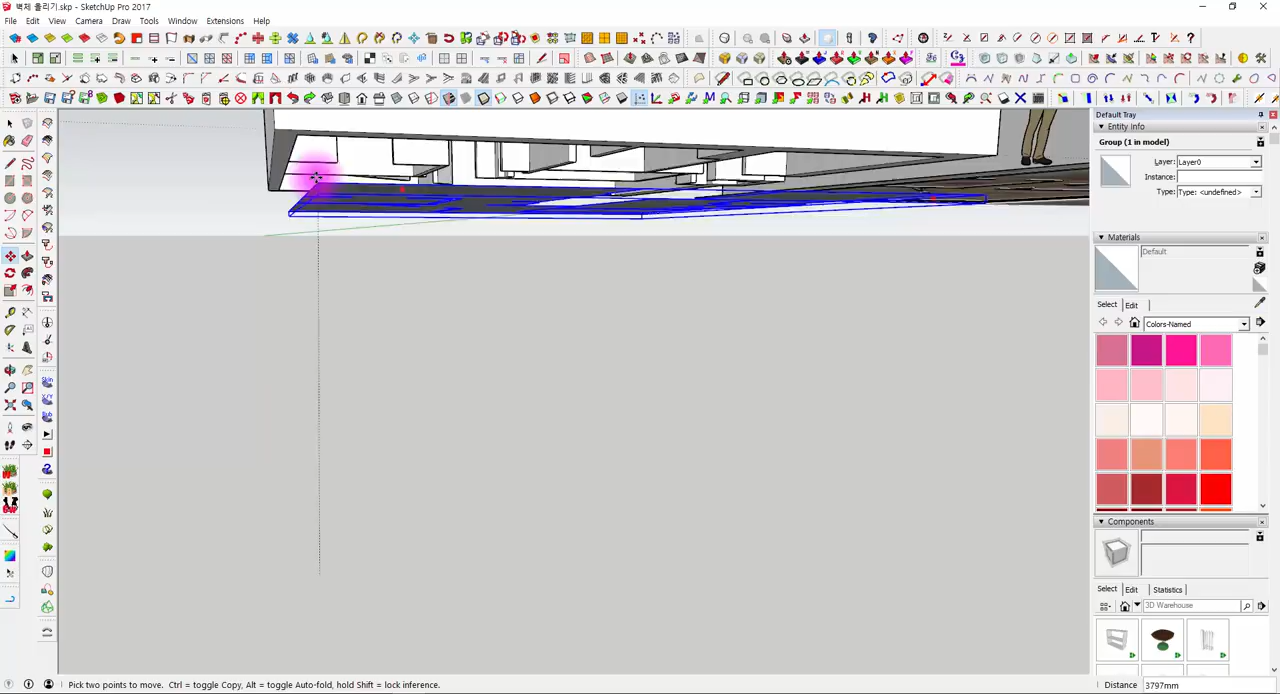 벽체 올리기.skp - SketchUp Pro 2017
File Edit View Camera Draw Tools Window Extensions Help
Default Tray
Entity Info
Group (1 in model)
Layer: Layer0
Instance:
Type: Type: <undefined>
Materials
Default
Select Edit
Colors-Named
Components
Select Edit Statistics
3D Warehouse
Pick two points to move. Ctrl = toggle Copy, Alt = toggle Auto-fold, hold Shift = lock inference.
Distance 3797mm